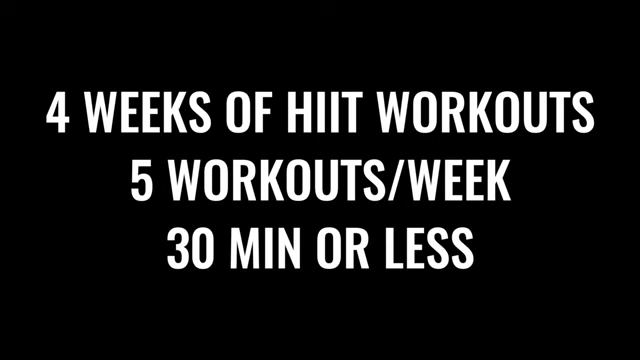 4 WEEKS OF HIIT WORKOUTS
5 WORKOUTS/WEEK
30 MIN OR LESS